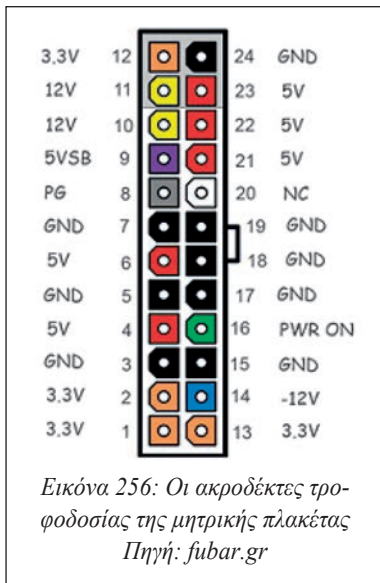 3.3V 12 24 GND
12V 11 23 5V
12V 10 22 5V
5VSB 9 21 5V
PG 8 20 NC
GND 7 19 GND
5V 6 18 GND
GND 5 17 GND
5V 4 16 PWR ON
GND 3 15 GND
3.3V 2 14 -12V
3.3V 1 13 3.3V
Εικόνα 256: Οι ακροδέκτες τρο-
φοδοσίας της μητρικής πλακέτας
Πηγή: fubar.gr